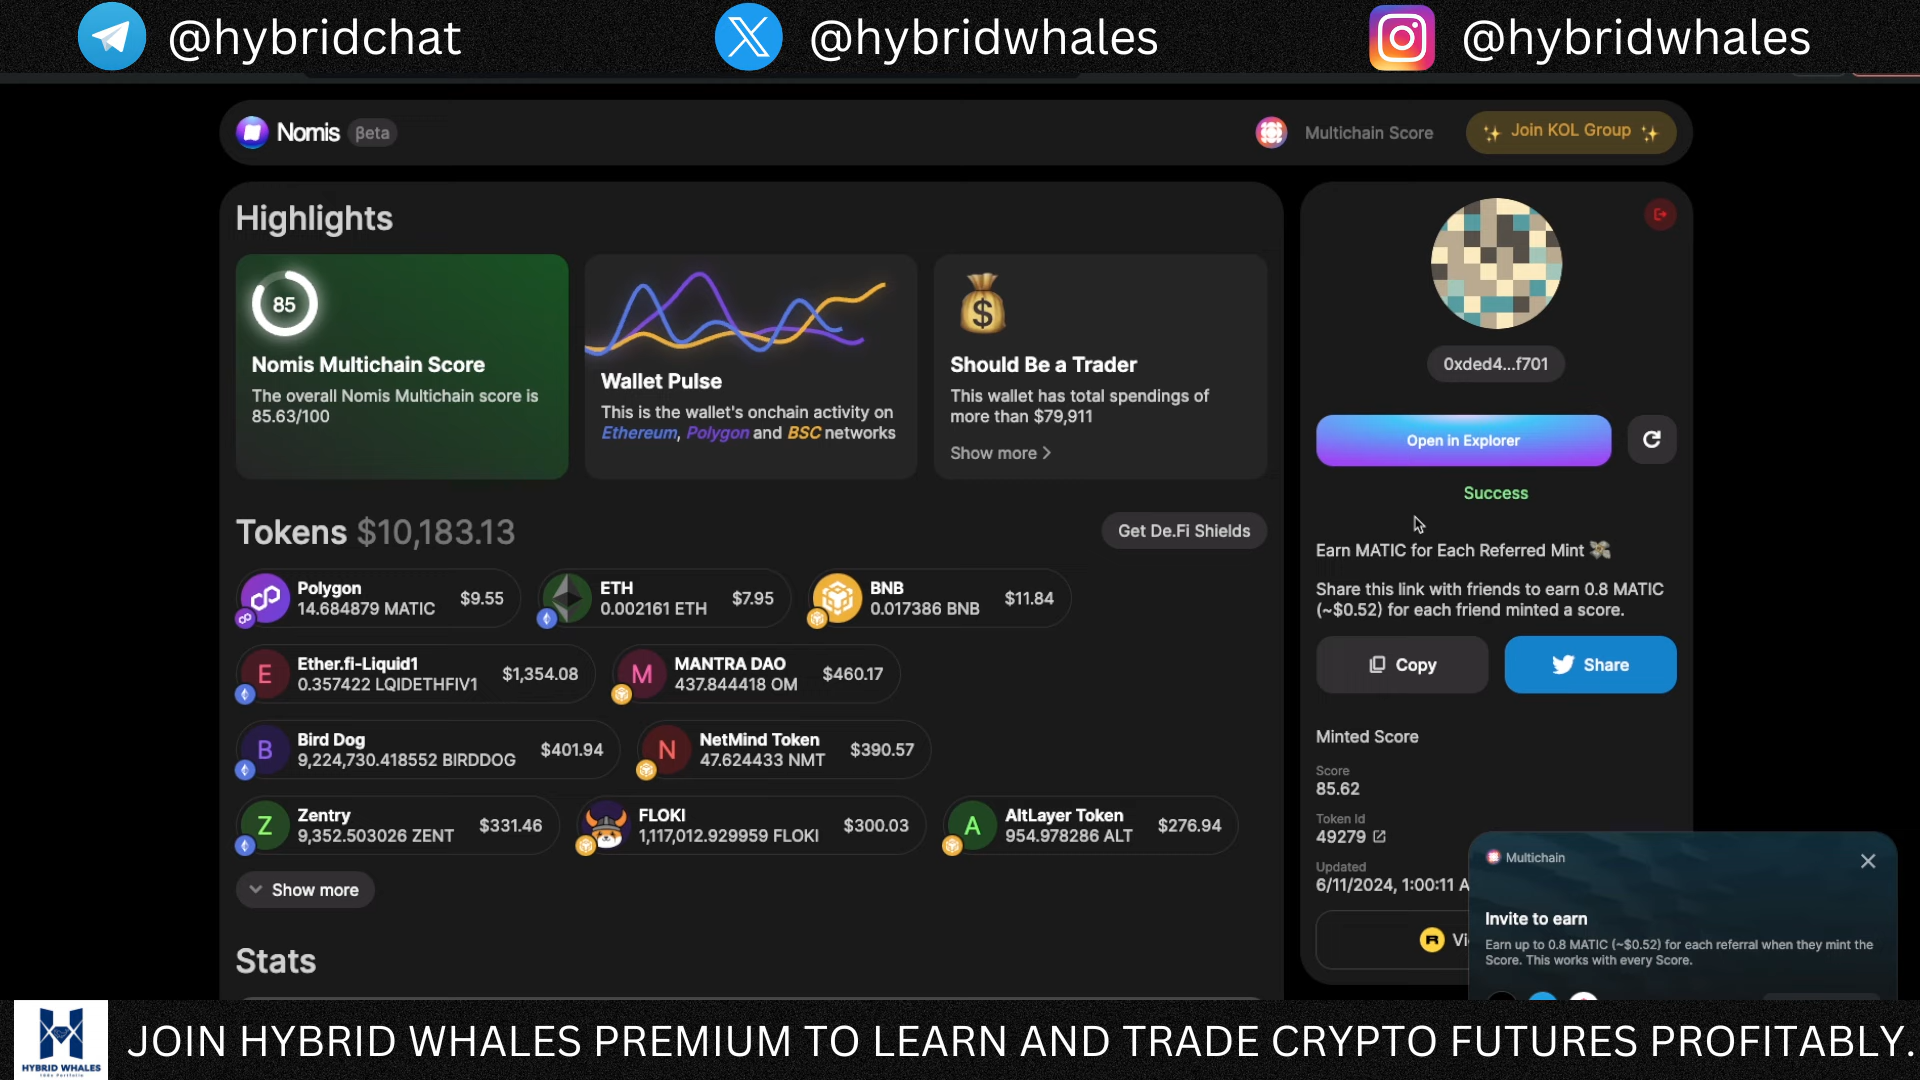 @hybridchat
@hybridwhales
@hybridwhales
Nomis βeta
Multichain Score
Join KOL Group
Highlights
85
Nomis Multichain Score
The overall Nomis Multichain score is
85.63/100
Wallet Pulse
This is the wallet's onchain activity on
Ethereum, Polygon and BSC networks
Should Be a Trader
This wallet has total spendings of
more than $79,911
Show more
Tokens $10,183.13
Get De.Fi Shields
Polygon
14.684879 MATIC
$9.55
ETH
0.002161 ETH
$7.95
BNB
0.017386 BNB
$11.84
E
Ether.fi-Liquid1
0.357422 LQIDETHFIV1
$1,354.08
M
MANTRA DAO
437.844418 OM
$460.17
B
Bird Dog
9,224,730.418552 BIRDDOG
$401.94
N
NetMind Token
47.624433 NMT
$390.57
Z
Zentry
9,352.503026 ZENT
$331.46
FLOKI
1,117,012.929959 FLOKI
$300.03
A
AltLayer Token
954.978286 ALT
$276.94
Show more
Stats
0xded4...f701
Open in Explorer
Success
Earn MATIC for Each Referred Mint
Share this link with friends to earn 0.8 MATIC
(~$0.52) for each friend minted a score.
Copy
Share
Minted Score
Score
85.62
Token Id
49279
Updated
6/11/2024, 1:00:11 A
R Vi
Multichain
Invite to earn
Earn up to 0.8 MATIC (~$0.52) for each referral when they mint the
Score. This works with every Score.
HYBRID WHALES
JOIN HYBRID WHALES PREMIUM TO LEARN AND TRADE CRYPTO FUTURES PROFITABLY.